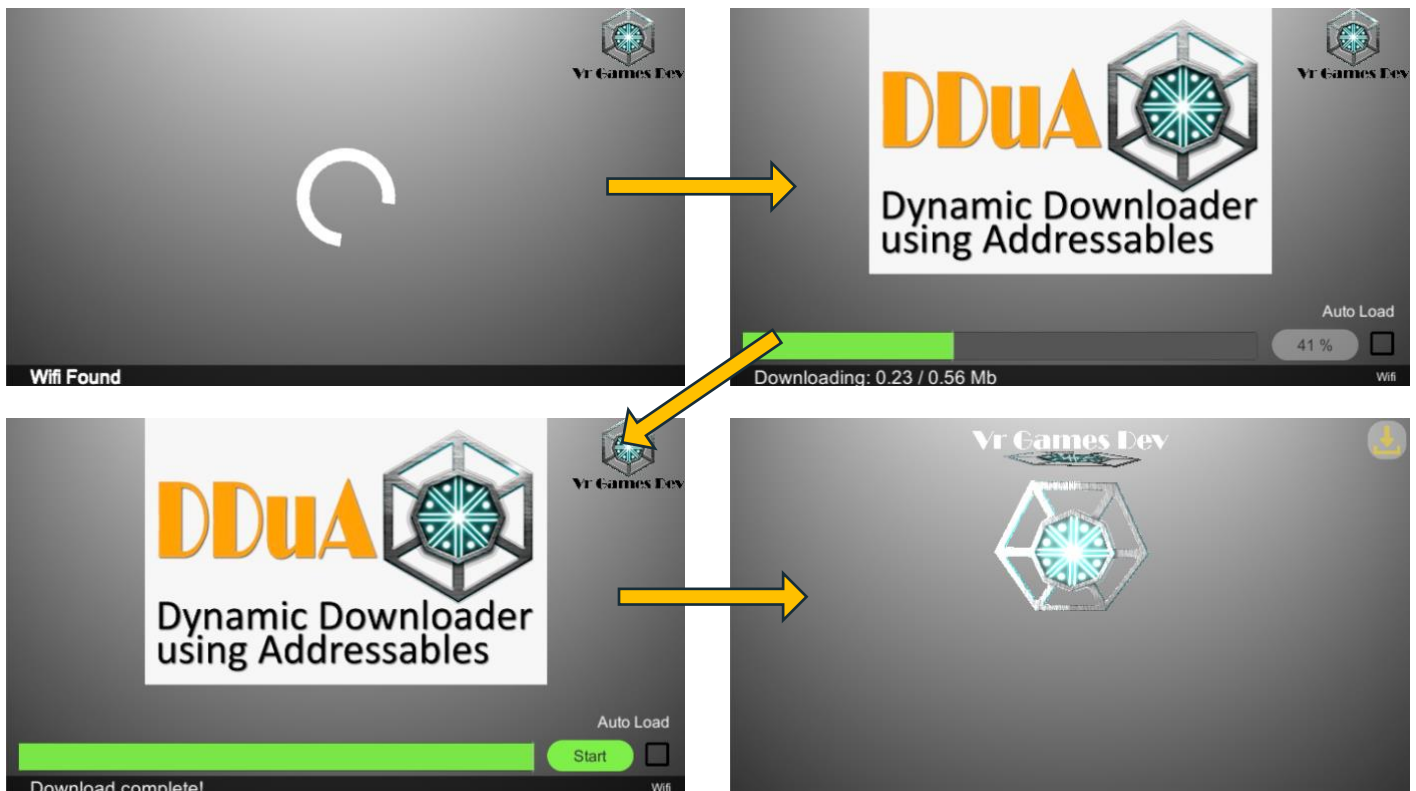 Vr Games Dev
Wifi Found
Vr Games Dev
DDuA
Dynamic Downloader
using Addressables
Auto Load
41 %
Downloading: 0.23 / 0.56 Mb
Wifi
Vr Games Dev
DDuA
Dynamic Downloader
using Addressables
Auto Load
Start
Download complete!
Wifi
Vr Games Dev